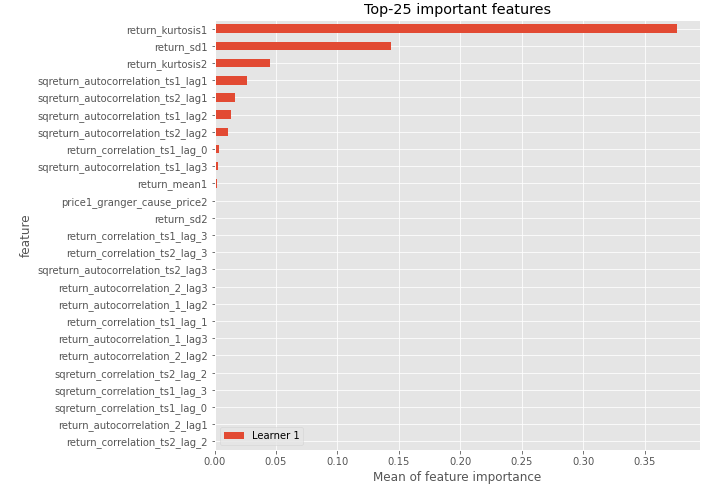 Top-25 important features
return_kurtosis1
return_sd1
return_kurtosis2
sqreturn_autocorrelation_ts1_lag1
sqreturn_autocorrelation_ts2_lag1
sqreturn_autocorrelation_ts1_lag2
sqreturn_autocorrelation_ts2_lag2
return_correlation_ts1_lag_0
sqreturn_autocorrelation_ts1_lag3
return_mean1
price1_granger_cause_price2
return_sd2
return_correlation_ts1_lag_3
return_correlation_ts2_lag_3
sqreturn_autocorrelation_ts2_lag3
return_autocorrelation_2_lag3
return_autocorrelation_1_lag2
return_correlation_ts1_lag_1
return_autocorrelation_1_lag3
return_autocorrelation_2_lag2
sqreturn_correlation_ts2_lag_2
sqreturn_correlation_ts1_lag_3
sqreturn_correlation_ts1_lag_0
return_autocorrelation_2_lag1
return_correlation_ts2_lag_2
feature
Learner 1
0.00 0.05 0.10 0.15 0.20 0.25 0.30 0.35
Mean of feature importance